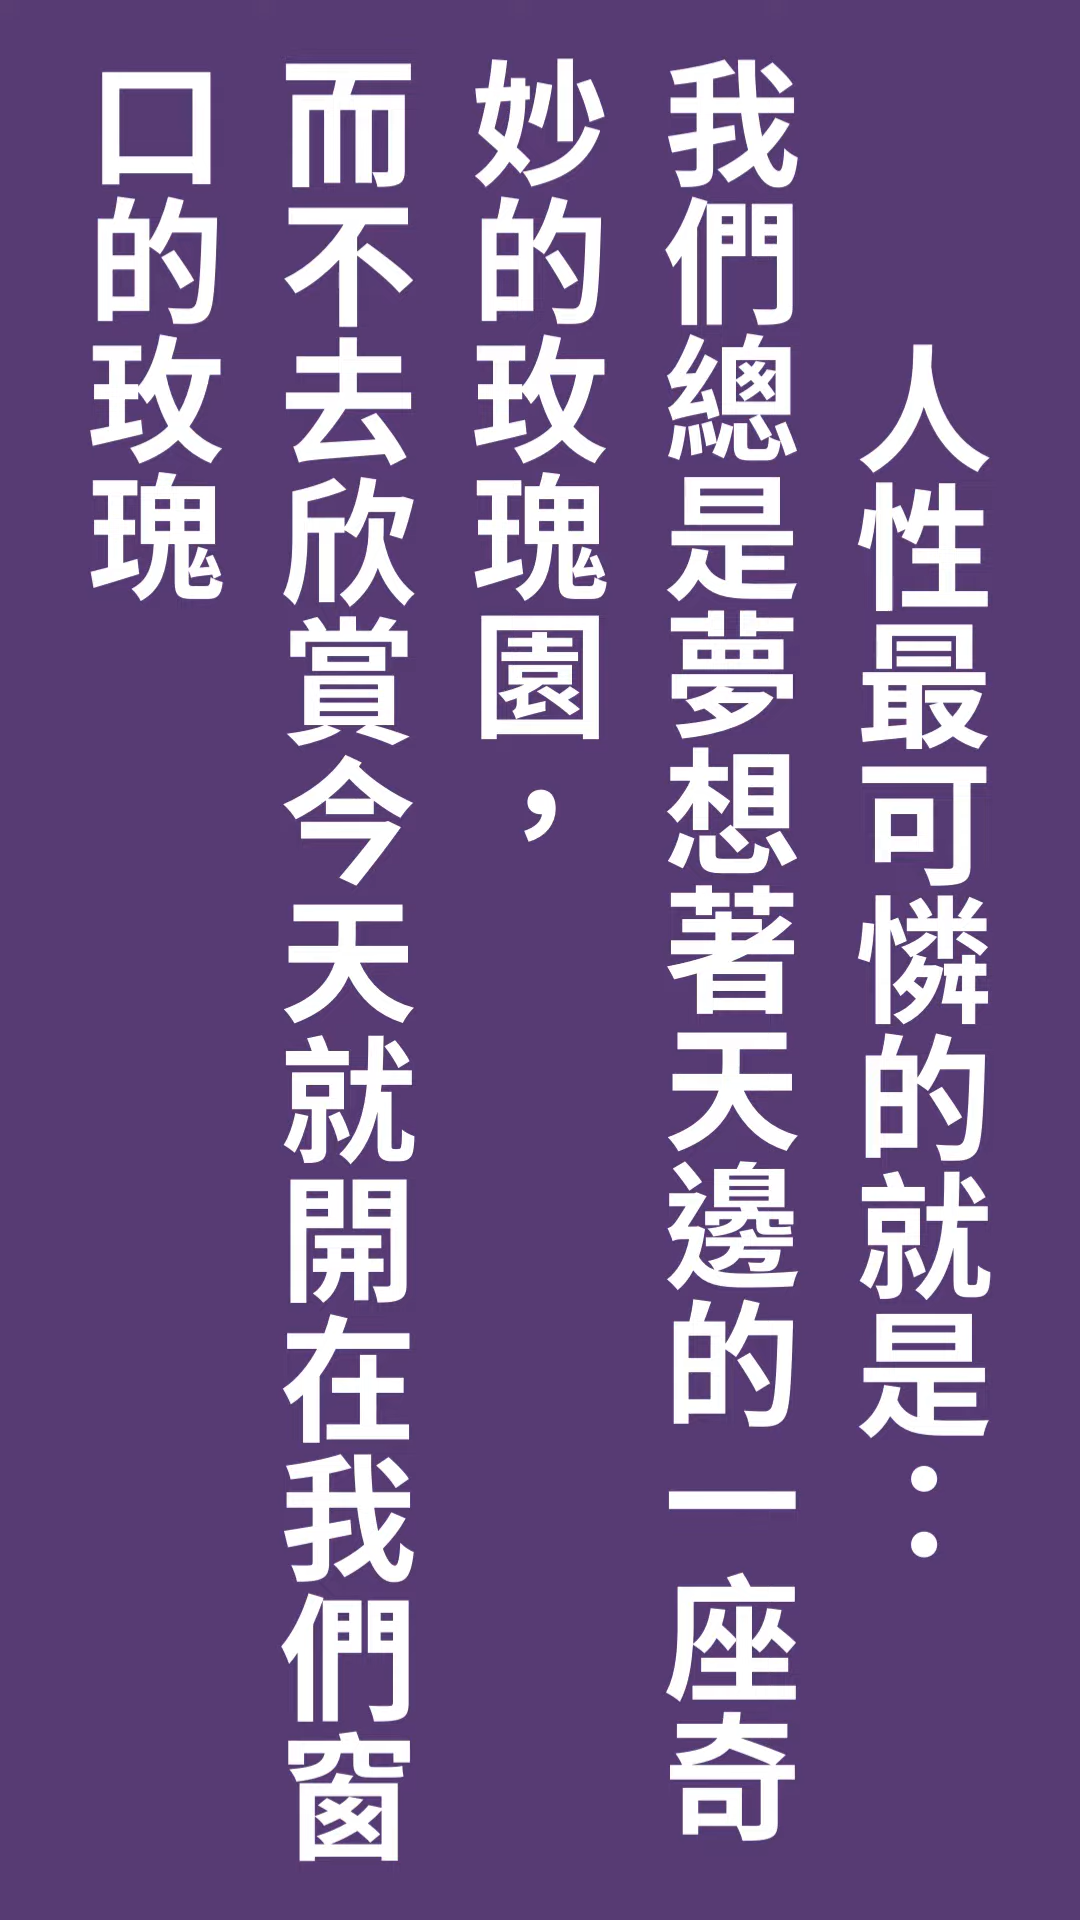 人性最可憐的就是：
我們總是夢想著天邊的一座奇
妙的玫瑰園，
而不去欣賞今天就開在我們窗
口的玫瑰